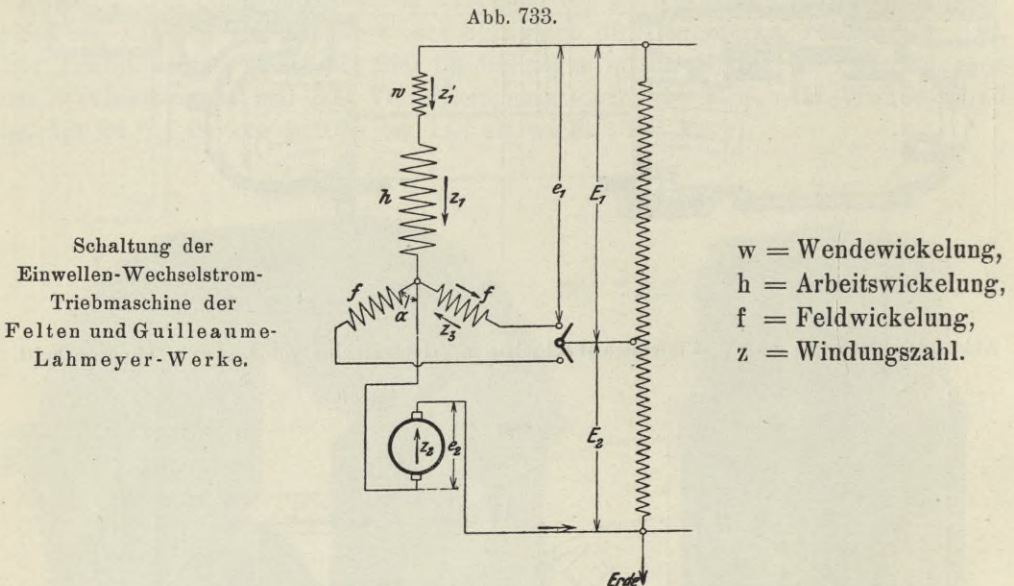 Abb. 733.
w z₁'
h z₁
e₁ E₁
f α f
z₃
z₂ e₂ E₂
Erde
Schaltung der
Einwellen-Wechselstrom-
Triebmaschine der
Felten und Guilleaume-
Lahmeyer-Werke.
w = Wendewickelung,
h = Arbeitswickelung,
f = Feldwickelung,
z = Windungszahl.